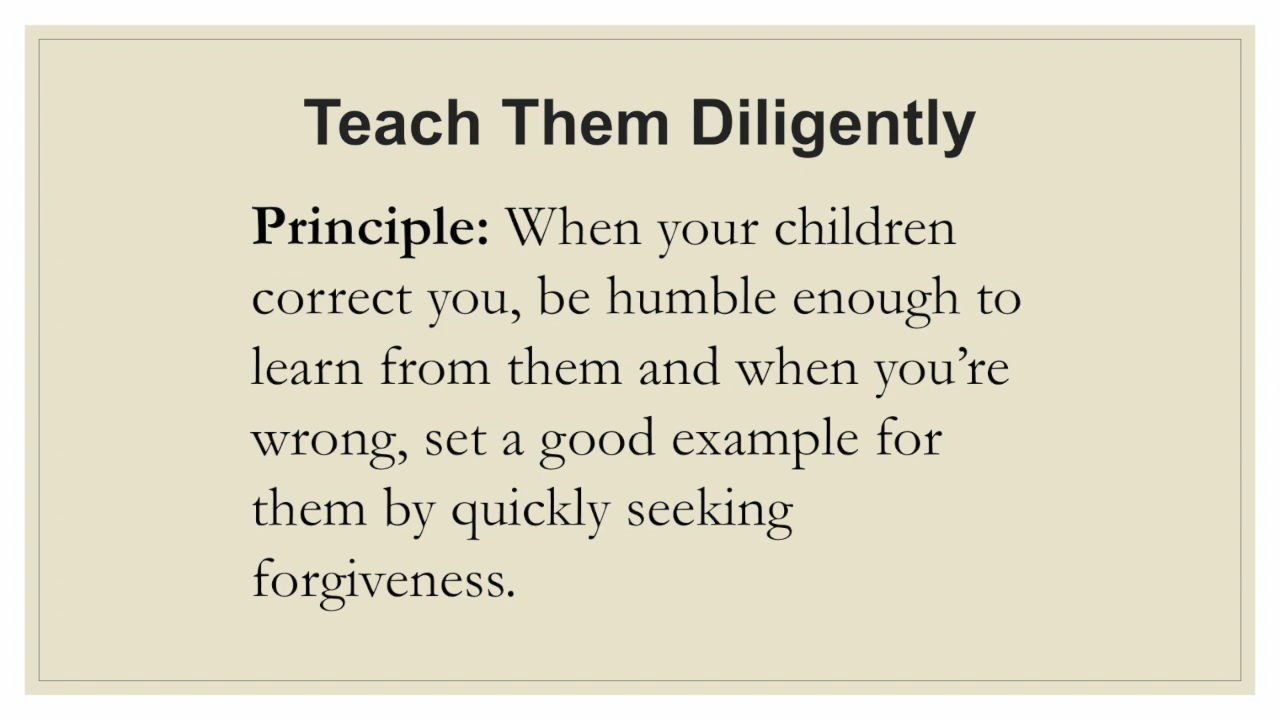 Teach Them Diligently
Principle: When your children
correct you, be humble enough to
learn from them and when you’re
wrong, set a good example for
them by quickly seeking
forgiveness.